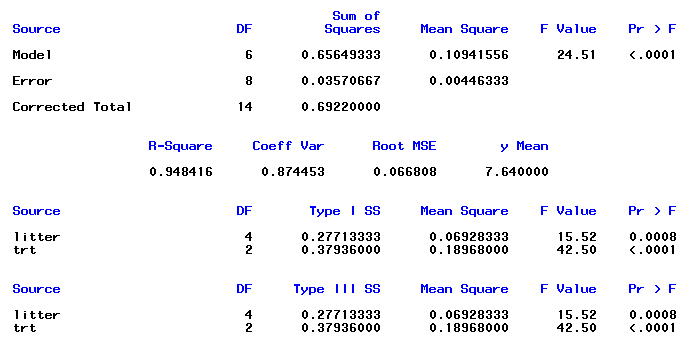 Sum of
Source DF Squares Mean Square F Value Pr > F
Model 6 0.65649333 0.10941556 24.51 <.0001
Error 8 0.03570667 0.00446333
Corrected Total 14 0.69220000
R-Square Coeff Var Root MSE y Mean
0.948416 0.874453 0.066808 7.640000
Source DF Type I SS Mean Square F Value Pr > F
litter 4 0.27713333 0.06928333 15.52 0.0008
trt 2 0.37936000 0.18968000 42.50 <.0001
Source DF Type III SS Mean Square F Value Pr > F
litter 4 0.27713333 0.06928333 15.52 0.0008
trt 2 0.37936000 0.18968000 42.50 <.0001